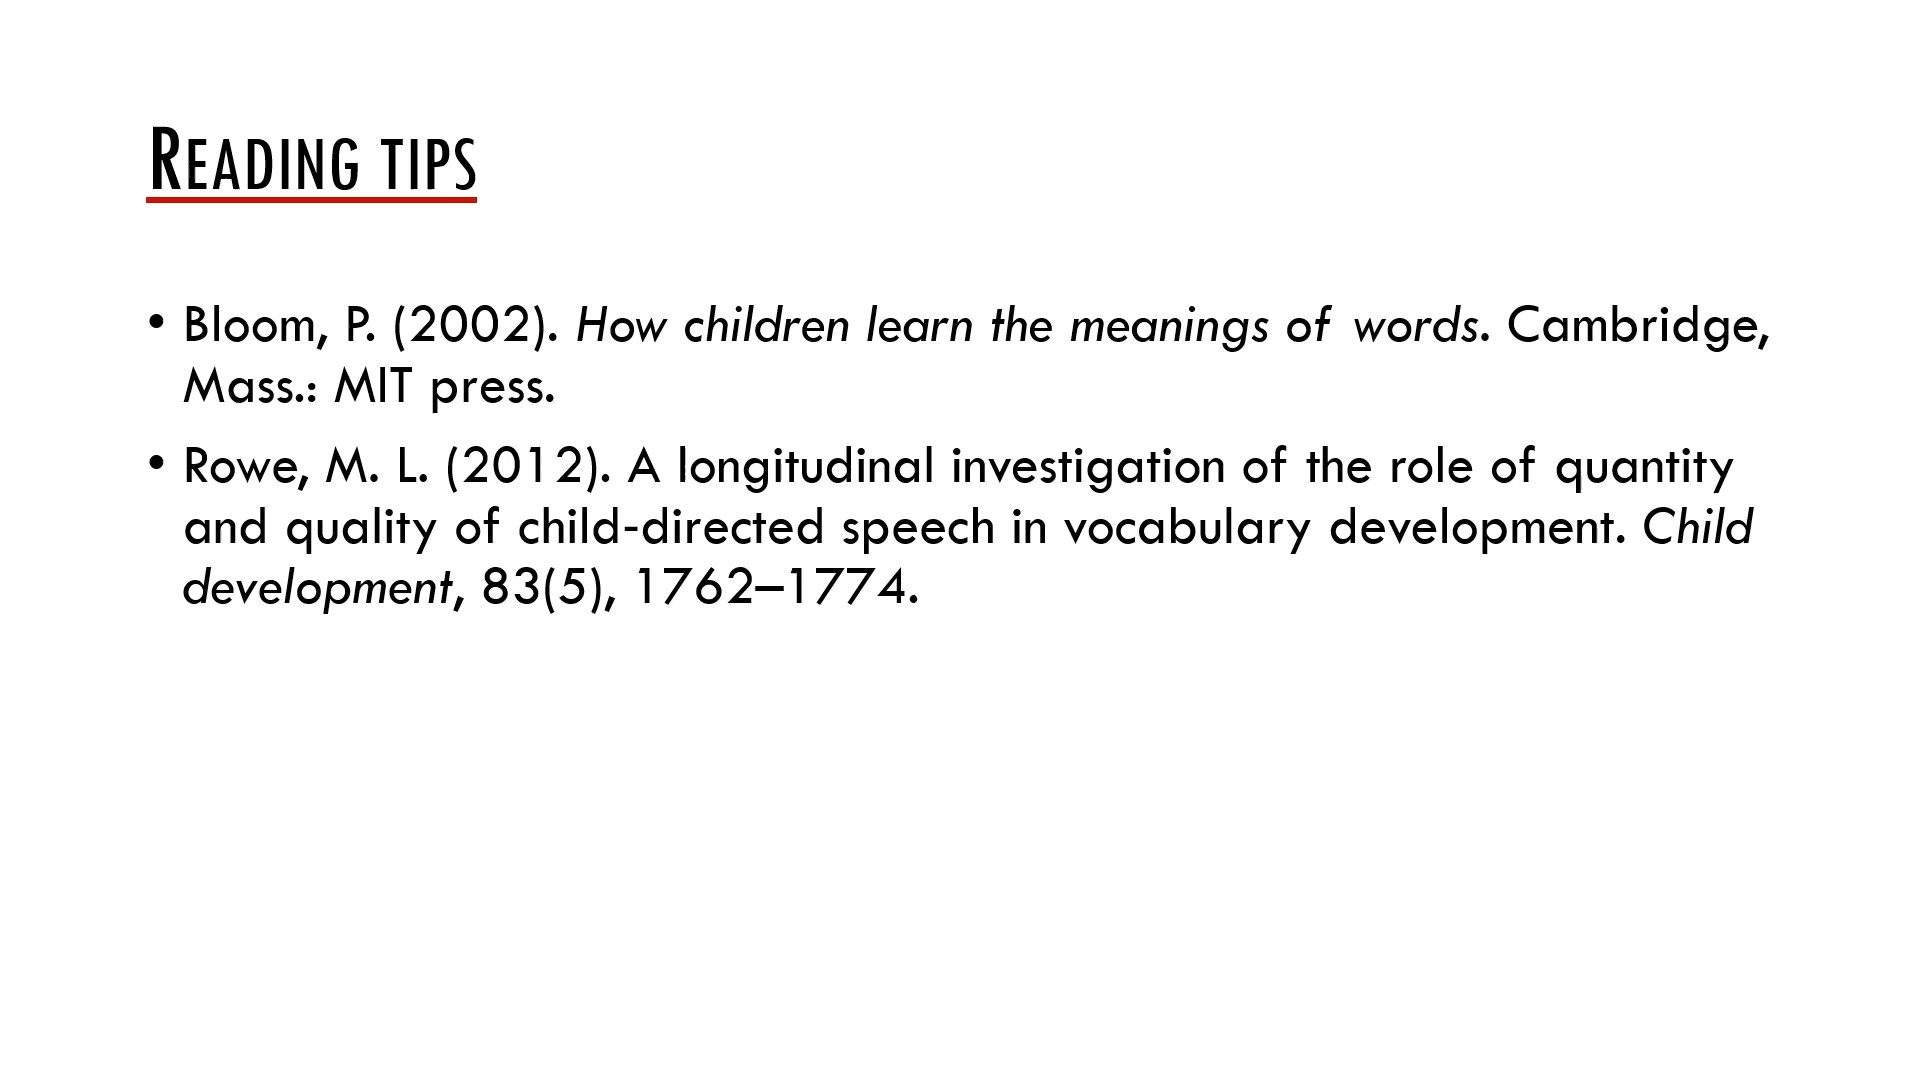 READING TIPS
• Bloom, P. (2002). How children learn the meanings of words. Cambridge,
Mass.: MIT press.
• Rowe, M. L. (2012). A longitudinal investigation of the role of quantity
and quality of child-directed speech in vocabulary development. Child
development, 83(5), 1762–1774.